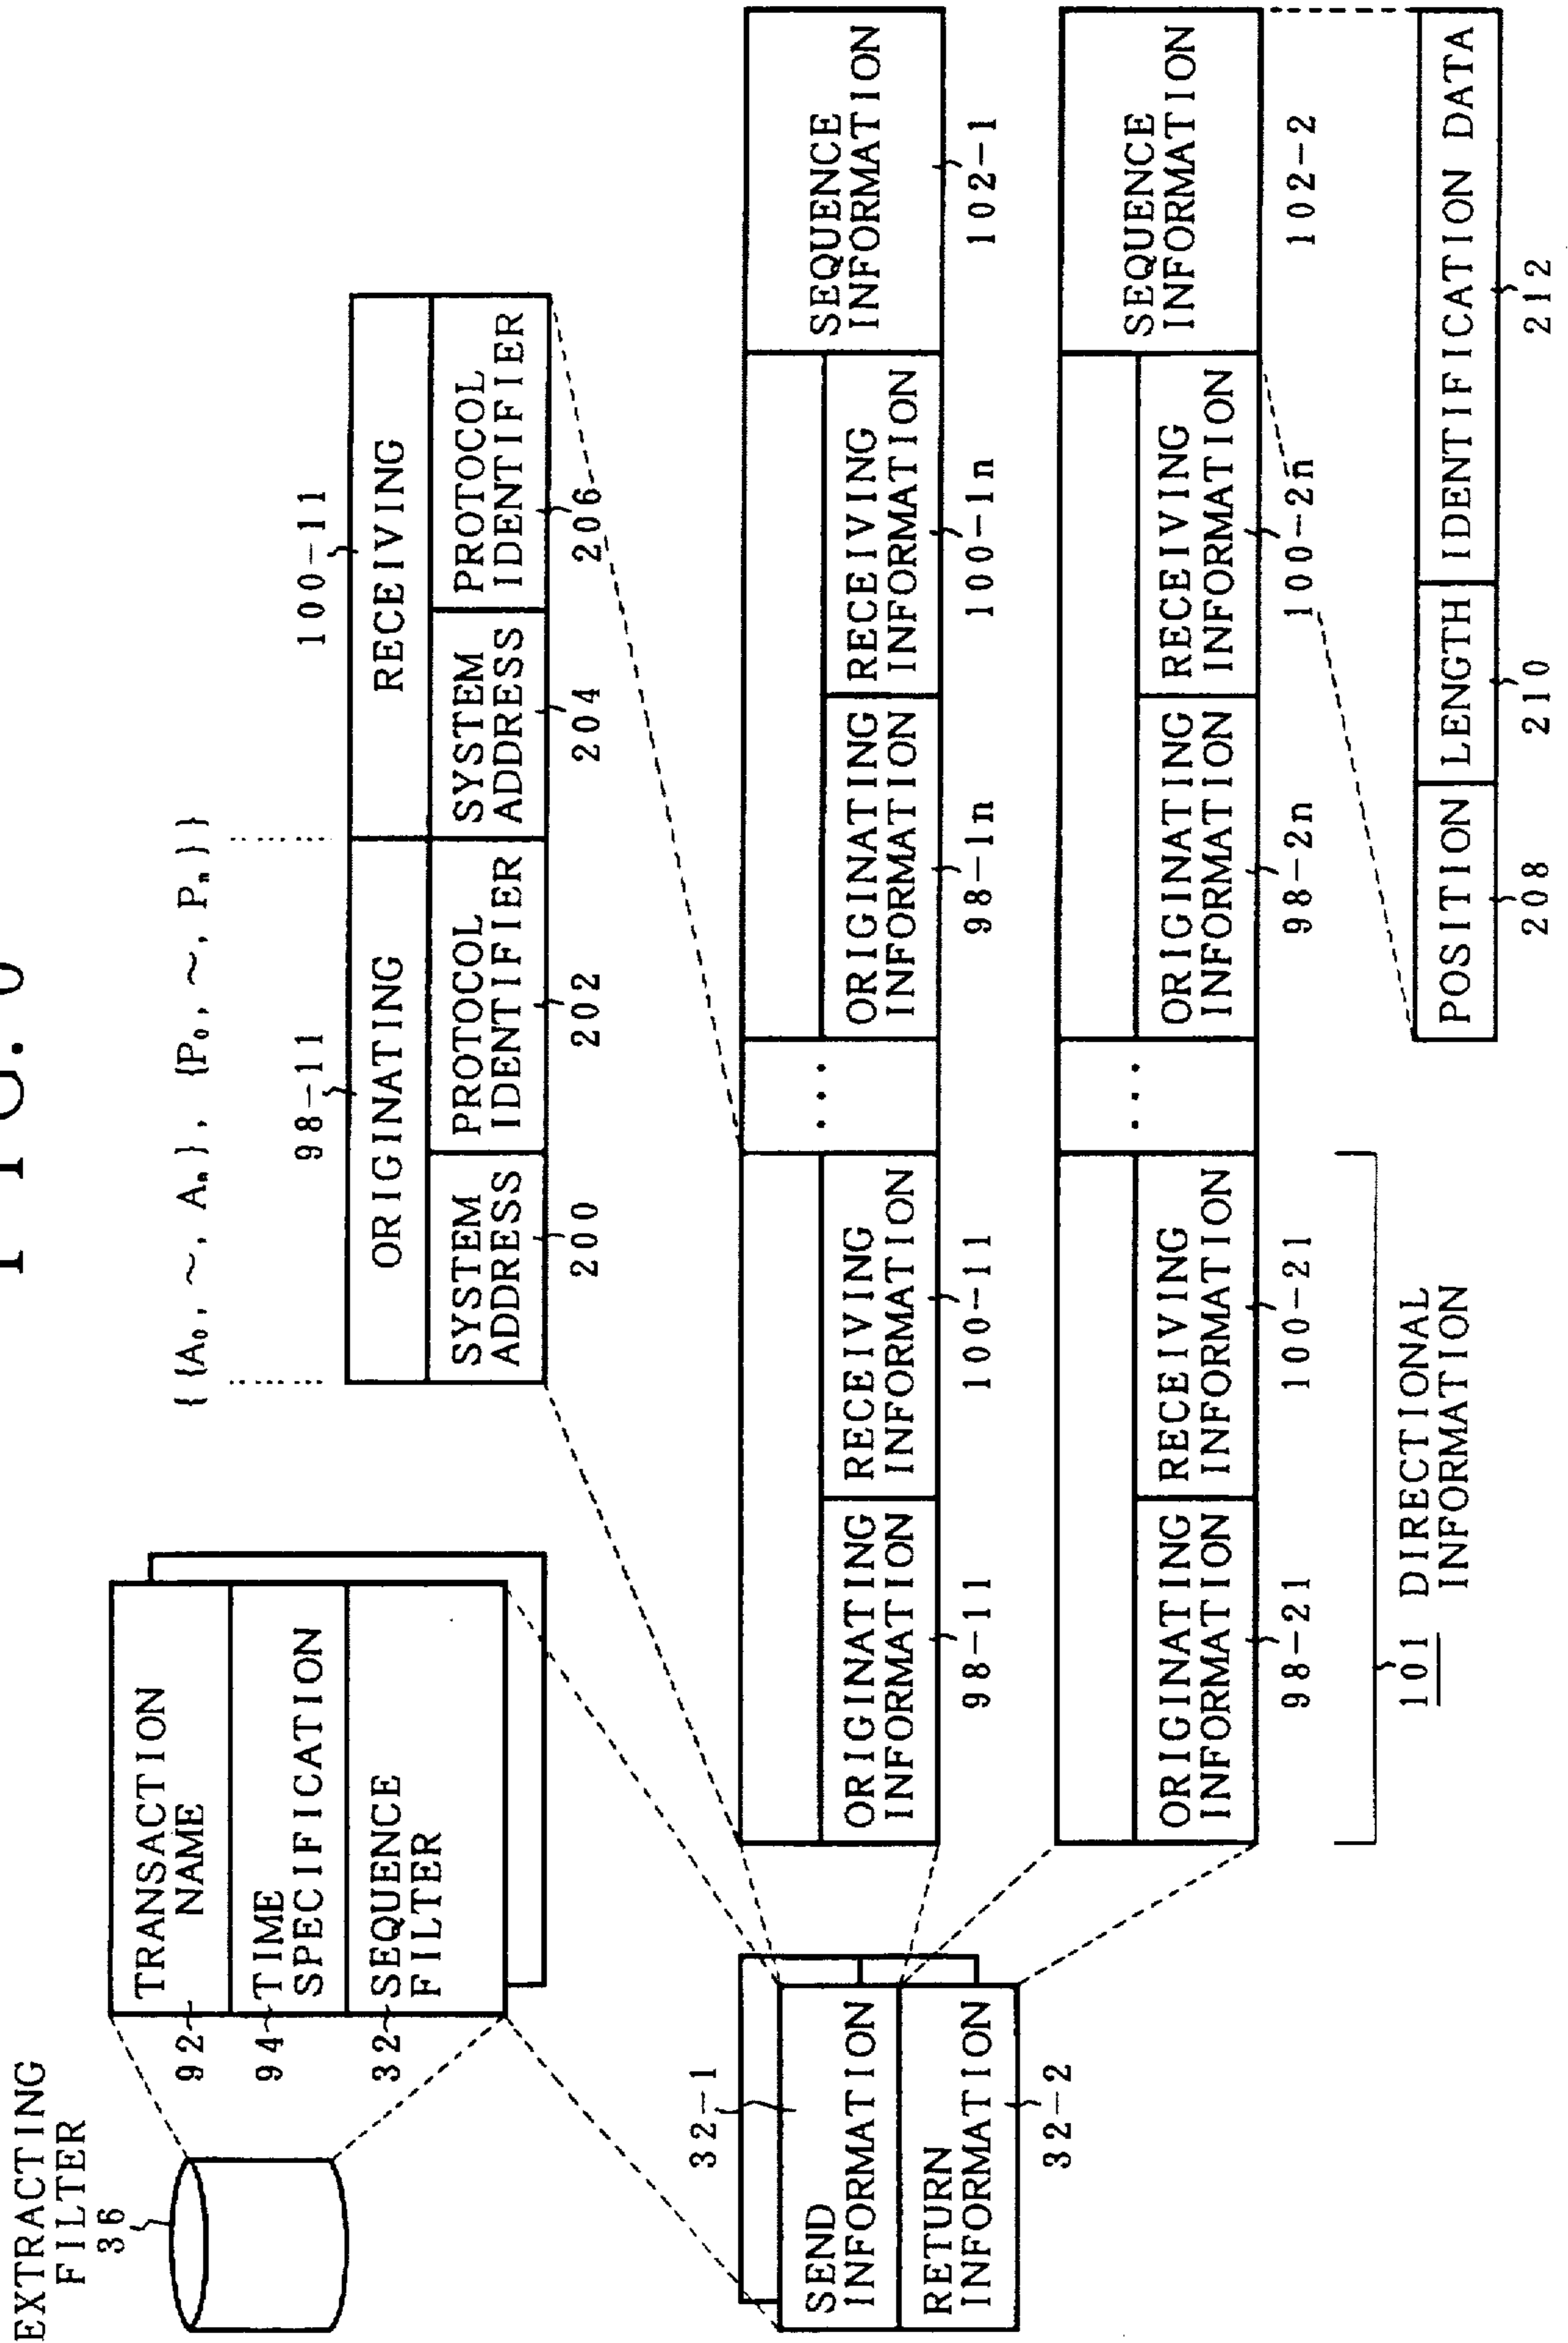 EXTRACTING
FILTER
36
TRANSACTION
NAME
92
TIME
SPECIFICATION
94
SEQUENCE
FILTER
32
{ {A₀, ~, Aₙ}, {P₀, ~, Pₙ} }
98-11
100-11
ORIGINATING
RECEIVING
SYSTEM
ADDRESS
PROTOCOL
IDENTIFIER
SYSTEM
ADDRESS
PROTOCOL
IDENTIFIER
200
202
204
206
32-1
SEND
INFORMATION
RETURN
INFORMATION
32-2
ORIGINATING
INFORMATION
RECEIVING
INFORMATION
...
ORIGINATING
INFORMATION
RECEIVING
INFORMATION
SEQUENCE
INFORMATION
98-11
100-11
98-1n
100-1n
102-1
ORIGINATING
INFORMATION
RECEIVING
INFORMATION
...
ORIGINATING
INFORMATION
RECEIVING
INFORMATION
SEQUENCE
INFORMATION
98-21
100-21
98-2n
100-2n
102-2
101 DIRECTIONAL
INFORMATION
POSITION
LENGTH
IDENTIFICATION DATA
208
210
212